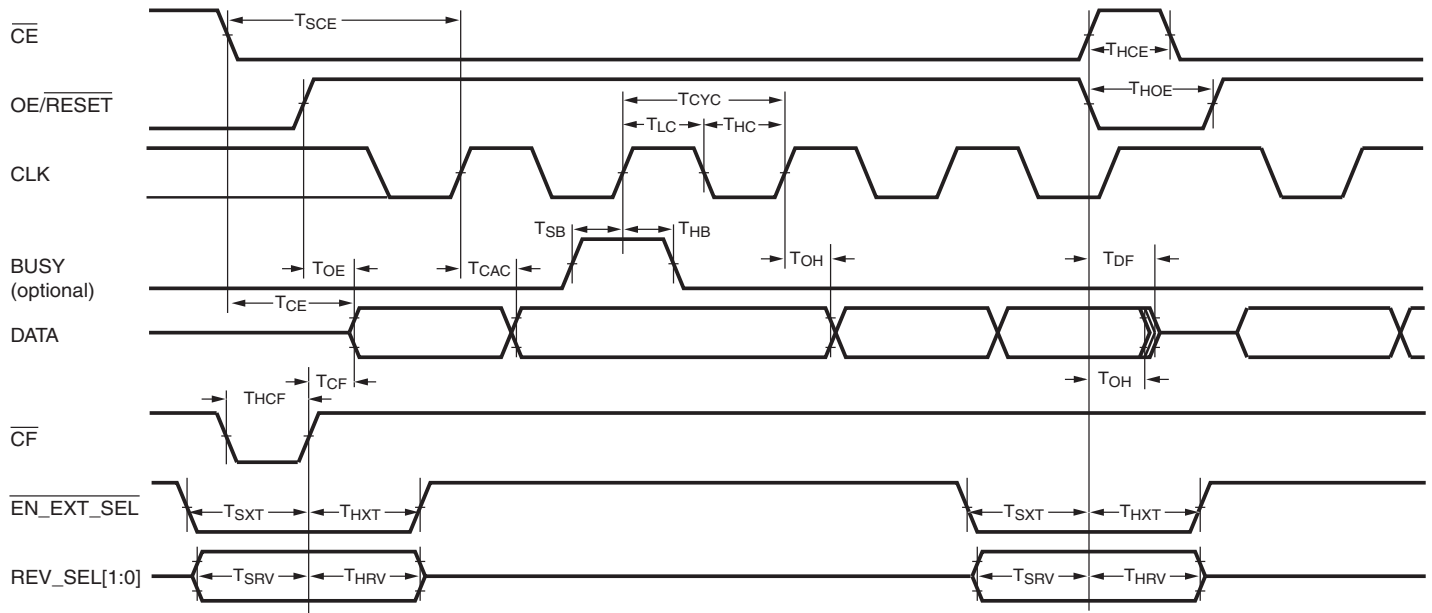 CE
TSCE
THCE
OE/RESET
THOE
TCYC
TLC
THC
CLK
TSB
THB
BUSY
(optional)
TOE
TCAC
TOH
TDF
TCE
DATA
TCF
TOH
THCF
CF
EN_EXT_SEL
TSXT
THXT
TSXT
THXT
REV_SEL[1:0]
TSRV
THRV
TSRV
THRV